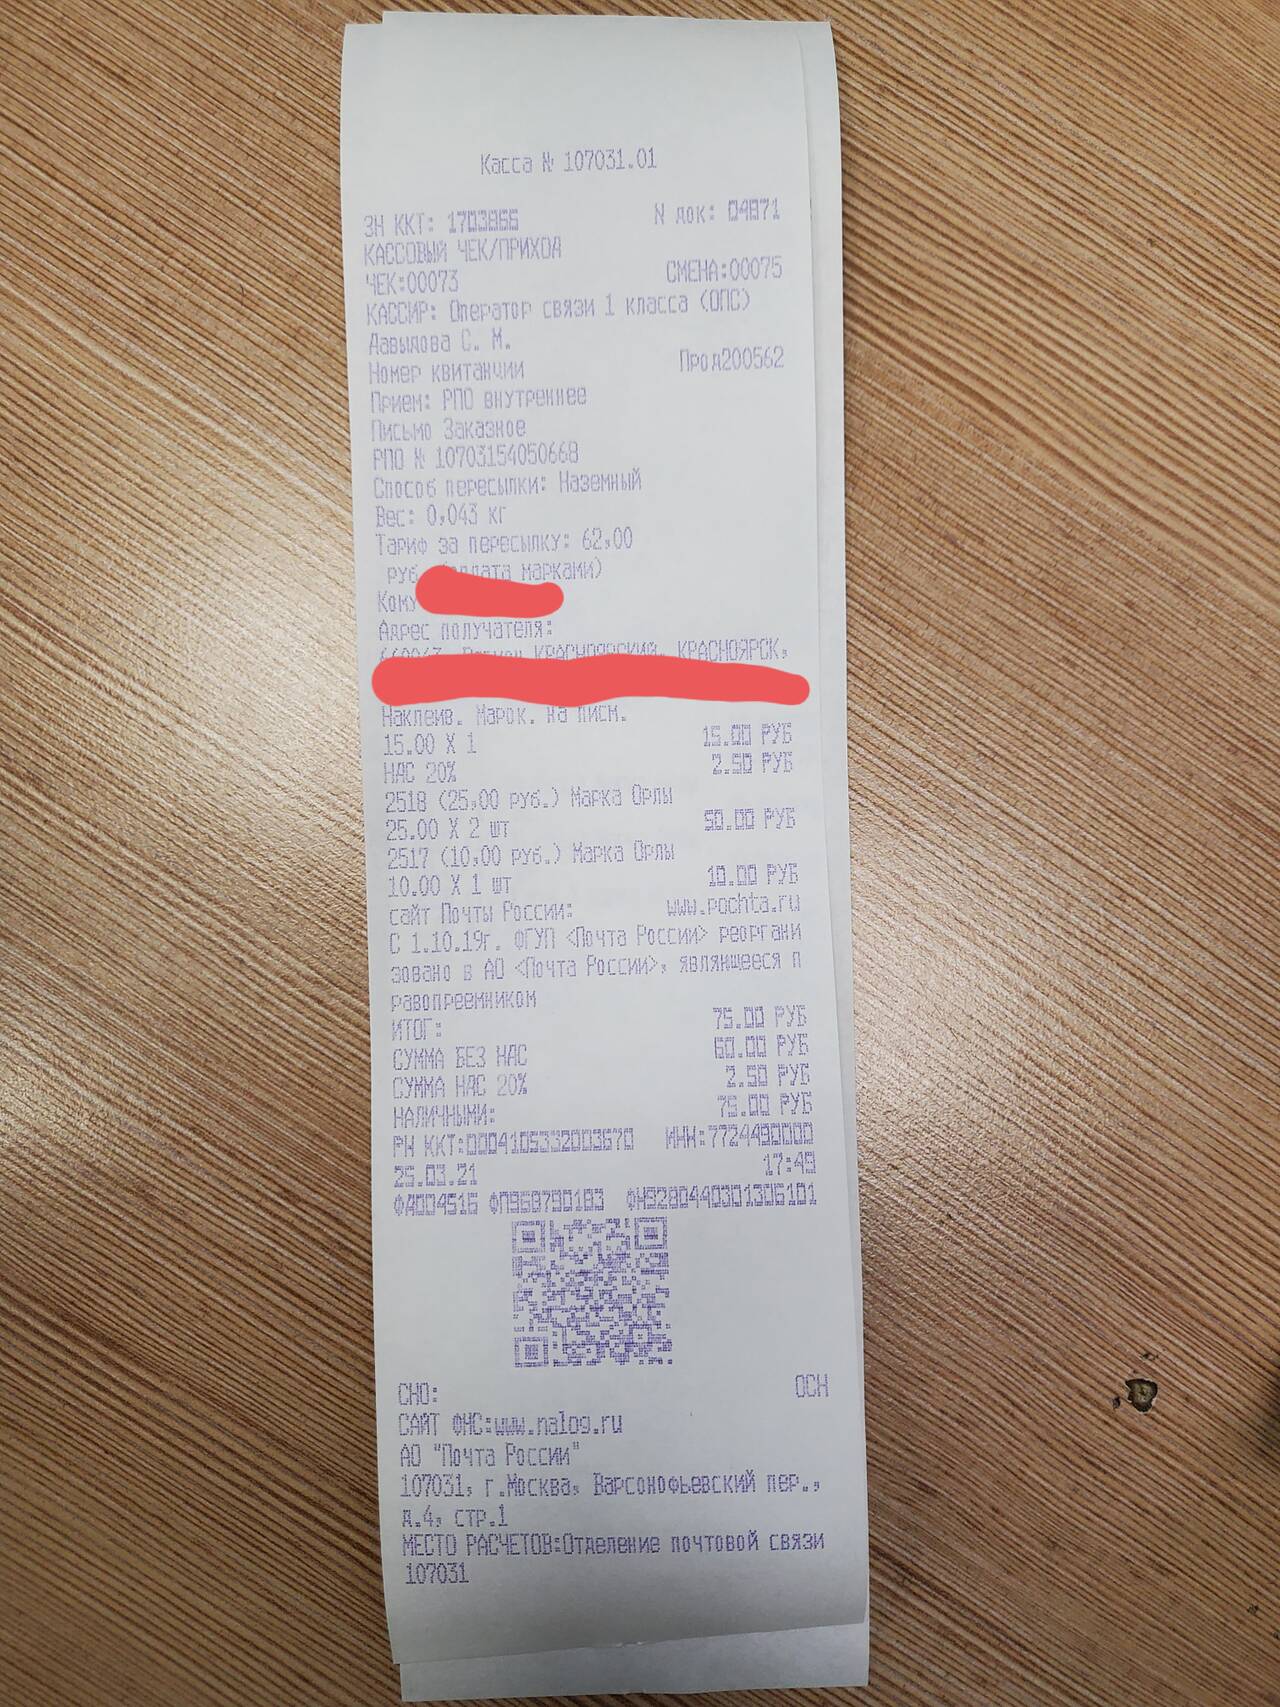 Касса № 107031.01
ЗН ККТ: 1703866 N док: 04871
КАССОВЫЙ ЧЕК/ПРИХОД
ЧЕК:00073 СМЕНА:00075
КАССИР: Оператор связи 1 класса (ОПС)
Давыдова С. М.
Номер квитанции Прод200562
Прием: РПО внутреннее
Письмо Заказное
РПО № 10703154050668
Способ пересылки: Наземный
Вес: 0,043 кг
Тариф за пересылку: 62,00
руб. (оплата марками)
Кому
Адрес получателя:
КРАСНОЯРСКИЙ, КРАСНОЯРСК,
Наклеив. Марок. на писм.
15.00 X 1 15.00 РУБ
НДС 20% 2.50 РУБ
2518 (25,00 руб.) Марка Орлы
25.00 X 2 шт 50.00 РУБ
2517 (10,00 руб.) Марка Орлы
10.00 X 1 шт 10.00 РУБ
сайт Почты России: www.pochta.ru
С 1.10.19г. ФГУП <Почта России> реоргани
зовано в АО <Почта России>, являющееся п
равопреемником
ИТОГ: 75.00 РУБ
СУММА БЕЗ НДС 60.00 РУБ
СУММА НДС 20% 2.50 РУБ
НАЛИЧНЫМИ: 75.00 РУБ
РН ККТ:0004105332003670 ИНН:7724490000
25.03.21 17:49
ФД004516 ФП968790183 ФН9280440301306101
СНО: ОСН
САЙТ ФНС:www.nalog.ru
АО "Почта России"
107031, г.Москва, Варсонофьевский пер.,
д.4, стр.1
МЕСТО РАСЧЕТОВ:Отделение почтовой связи
107031